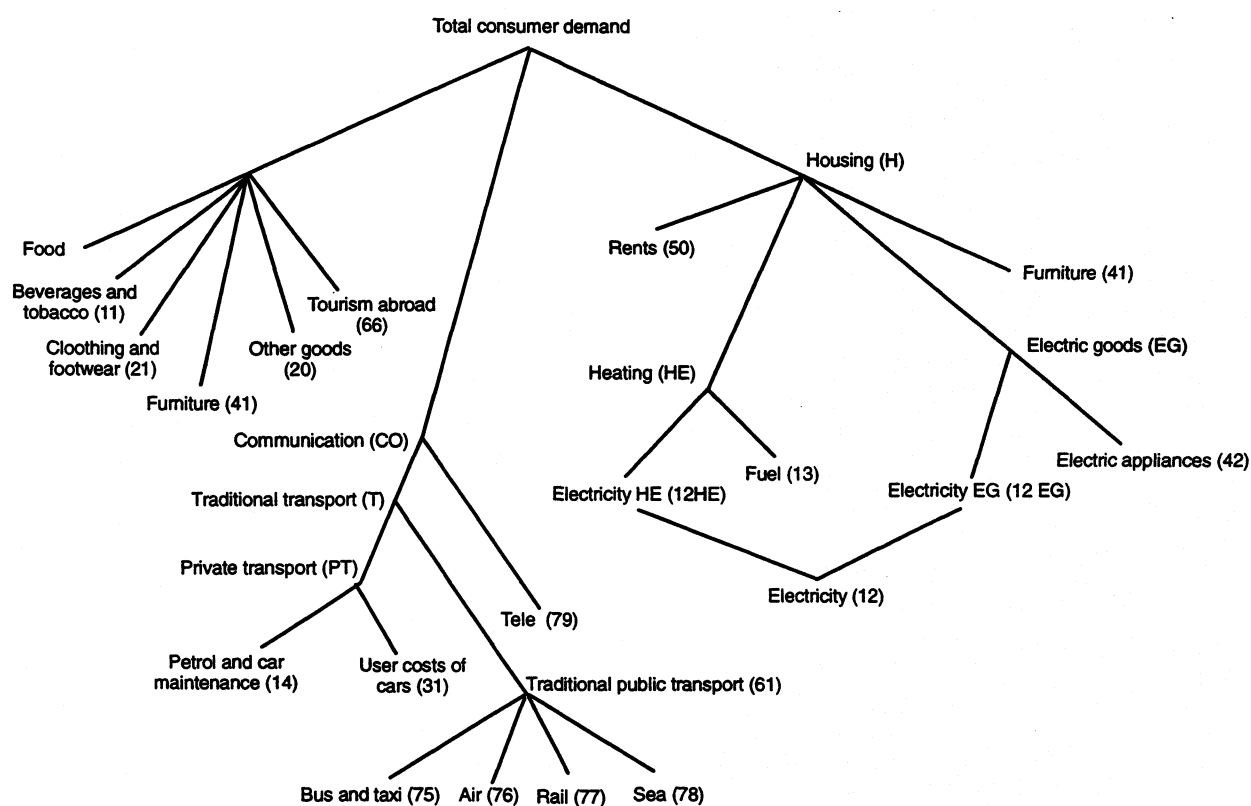 Total consumer demand
Housing (H)
Food
Rents (50)
Furniture (41)
Beverages and
tobacco (11)
Tourism abroad
(66)
Cloothing and
footwear (21)
Other goods
(20)
Electric goods (EG)
Heating (HE)
Furniture (41)
Communication (CO)
Electric appliances (42)
Fuel (13)
Electricity HE (12HE)
Electricity EG (12 EG)
Traditional transport (T)
Private transport (PT)
Electricity (12)
Tele (79)
Petrol and car
maintenance (14)
User costs of
cars (31)
Traditional public transport (61)
Bus and taxi (75)
Air (76)
Rail (77)
Sea (78)